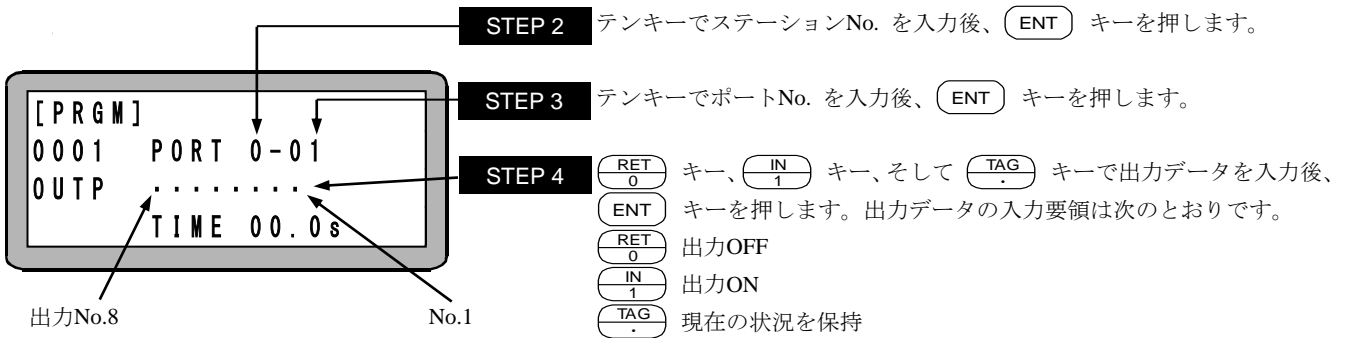 STEP 2 テンキーでステーションNo. を入力後、 ENT キーを押します。
STEP 3 テンキーでポートNo. を入力後、 ENT キーを押します。
[PRGM]
0001 PORT 0-01
OUTP ........
TIME 00.0s
STEP 4 RET 0 キー、 IN 1 キー、そして TAG . キーで出力データを入力後、
ENT キーを押します。出力データの入力要領は次のとおりです。
RET 0 出力OFF
IN 1 出力ON
TAG . 現在の状況を保持
出力No.8 No.1